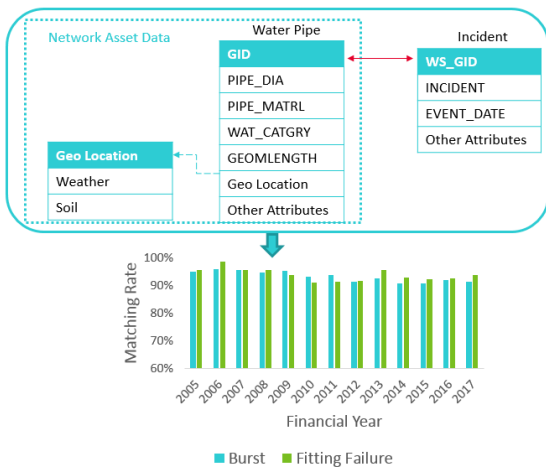 Network Asset Data
Water Pipe
GID
PIPE_DIA
PIPE_MATRL
WAT_CATGRY
GEOMLENGTH
Geo Location
Other Attributes
Incident
WS_GID
INCIDENT
EVENT_DATE
Other Attributes
Geo Location
Weather
Soil
Matching Rate
100%
90%
80%
70%
60%
2005
2006
2007
2008
2009
2010
2011
2012
2013
2014
2015
2016
2017
Financial Year
Burst
Fitting Failure